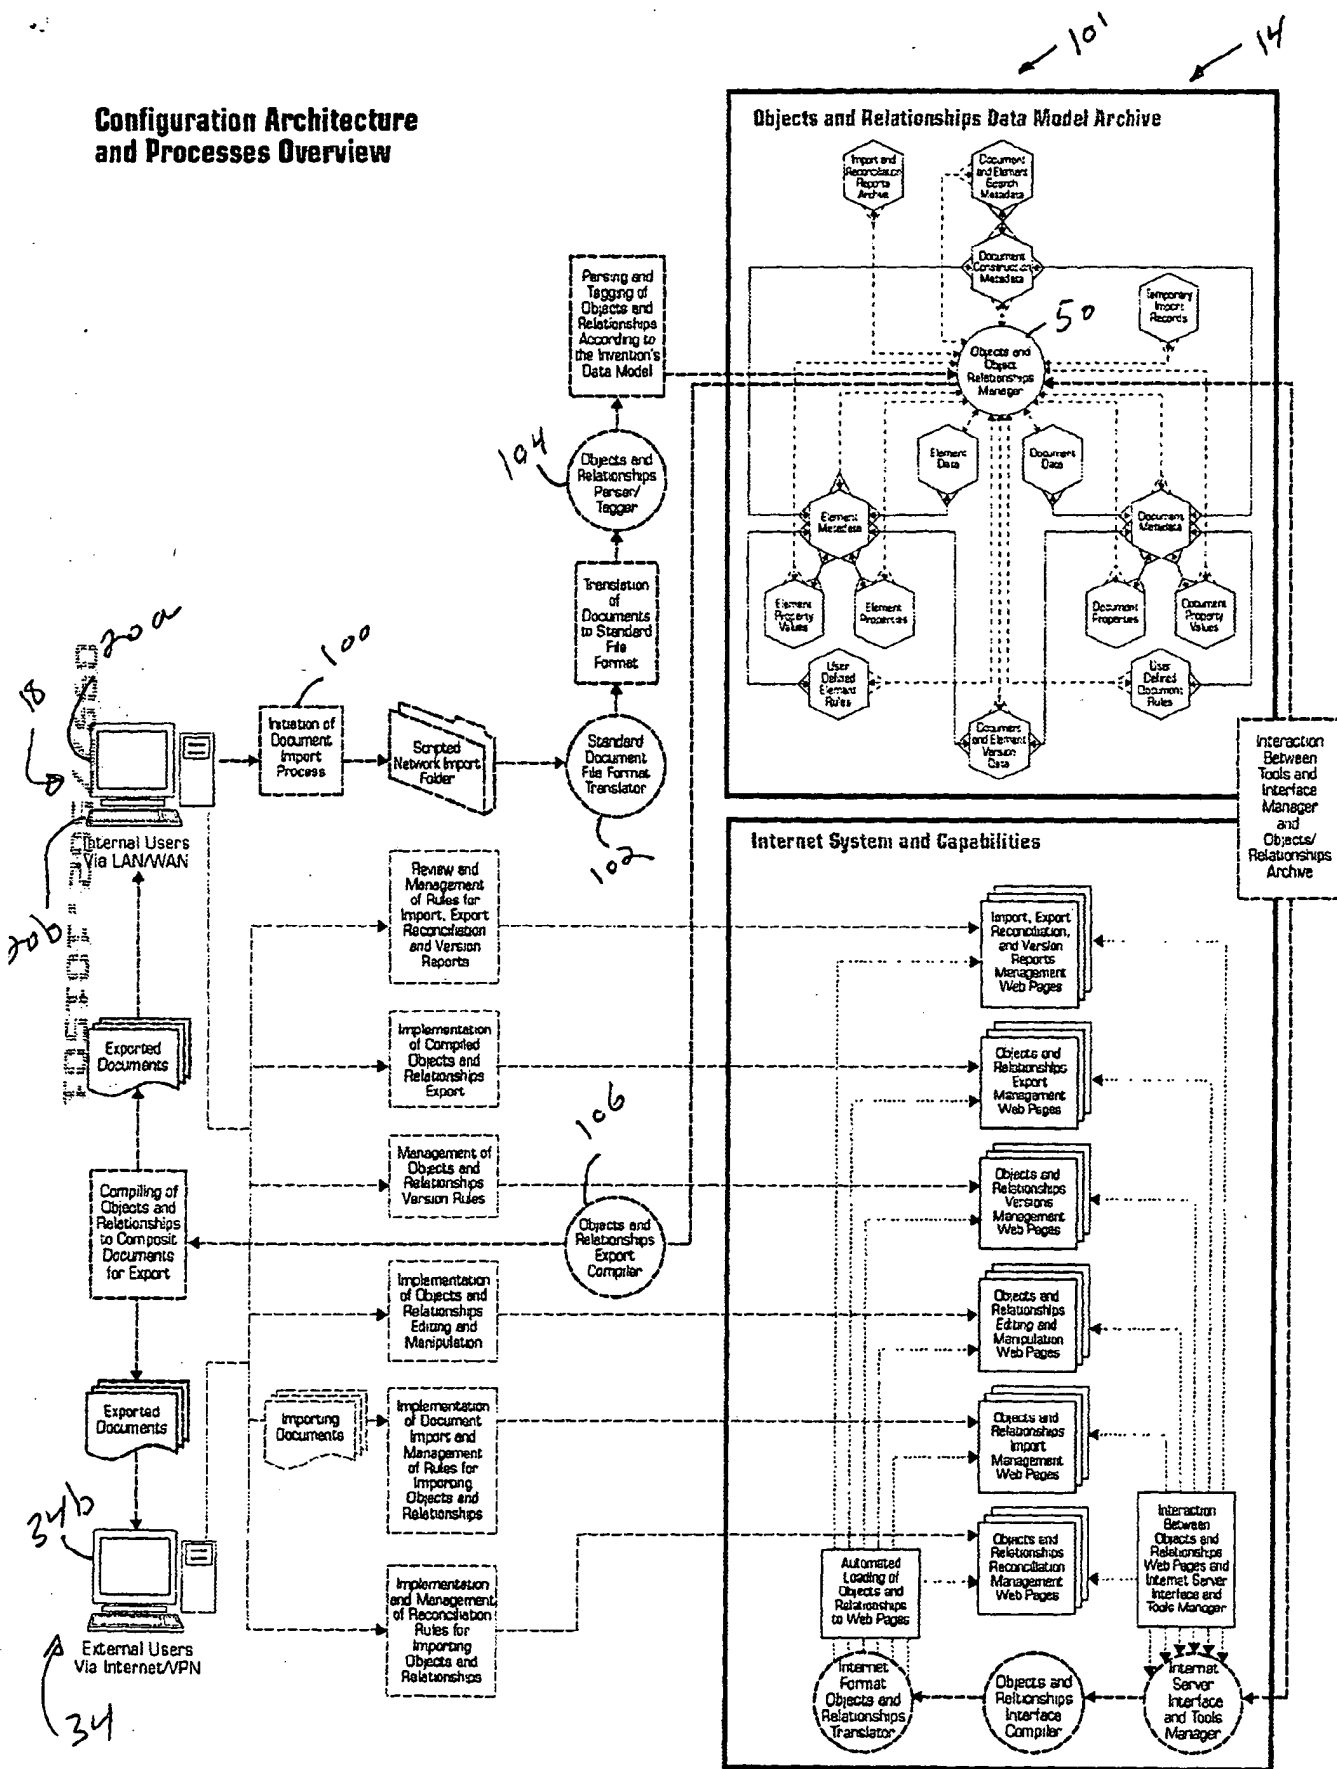 101
14
Configuration Architecture
and Processes Overview
Objects and Relationships Data Model Archive
Import and
Reconciliation
Reports
Archive
Document
and Element
Search
Metadata
Document
Construction
Metadata
Temporary
Import
Records
50
Objects and
Object
Relationships
Manager
Parsing and
Tagging of
Objects and
Relationships
According to
the Invention's
Data Model
104
Objects and
Relationships
Parser/
Tagger
Element
Data
Document
Data
Element
Metadata
Document
Metadata
Element
Property
Values
Element
Properties
Document
Properties
Document
Property
Values
User
Defined
Element
Rules
User
Defined
Document
Rules
Document
and Element
Version
Data
Translation
of
Documents
to Standard
File
Format
20a
18
100
Initiation of
Document
Import
Process
Scripted
Network Import
Folder
Standard
Document
File Format
Translator
102
Internal Users
Via LAN/WAN
20b
Interaction
Between
Tools and
Interface
Manager
and
Objects/
Relationships
Archive
Internet System and Capabilities
Review and
Management
of Rules for
Import, Export
Reconciliation
and Version
Reports
Import, Export
Reconciliation,
and Version
Reports
Management
Web Pages
Exported
Documents
Implementation
of Compiled
Objects and
Relationships
Export
Objects and
Relationships
Export
Management
Web Pages
106
Management of
Objects and
Relationships
Version Rules
Objects and
Relationships
Versions
Management
Web Pages
Compiling of
Objects and
Relationships
to Composit
Documents
for Export
Objects and
Relationships
Export
Compiler
Implementation
of Objects and
Relationships
Editing and
Manipulation
Objects and
Relationships
Editing and
Manipulation
Web Pages
Exported
Documents
Importing
Documents
Implementation
of Document
Import and
Management
of Rules for
Importing
Objects and
Relationships
Objects and
Relationships
Import
Management
Web Pages
34b
Objects and
Relationships
Reconciliation
Management
Web Pages
Interaction
Between
Objects and
Relationships
Web Pages and
Internet Server
Interface and
Tools Manager
Automated
Loading of
Objects and
Relationships
to Web Pages
Implementation
and Management
of Reconciliation
Rules for
Importing
Objects and
Relationships
External Users
Via Internet/VPN
34
Internet
Format
Objects and
Relationships
Translator
Objects and
Reltionships
Interface
Compiler
Internet
Server
Interface
and Tools
Manager